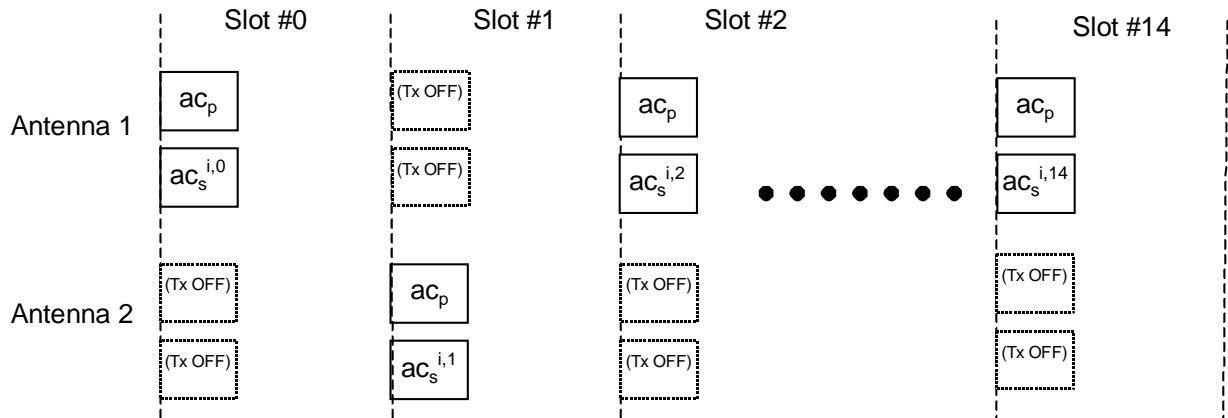 Slot #0 Slot #1 Slot #2 Slot #14
ac_p (Tx OFF) ac_p ac_p
Antenna 1
ac_s^i,0 (Tx OFF) ac_s^i,2 ac_s^i,14
(Tx OFF) ac_p (Tx OFF) (Tx OFF)
Antenna 2
(Tx OFF) ac_s^i,1 (Tx OFF) (Tx OFF)